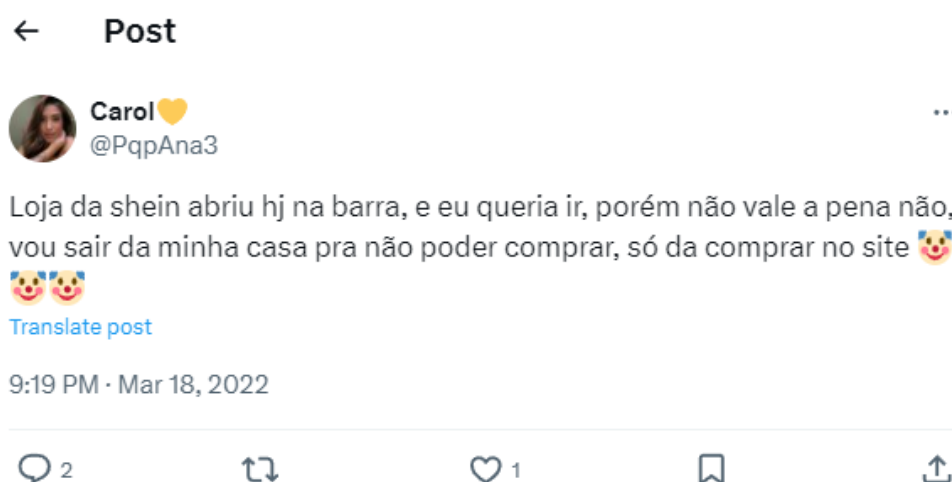 Post
Carol💛
@PqpAna3
Loja da shein abriu hj na barra, e eu queria ir, porém não vale a pena não,
vou sair da minha casa pra não poder comprar, só da comprar no site 🤡
🤡🤡
Translate post
9:19 PM · Mar 18, 2022
2 1